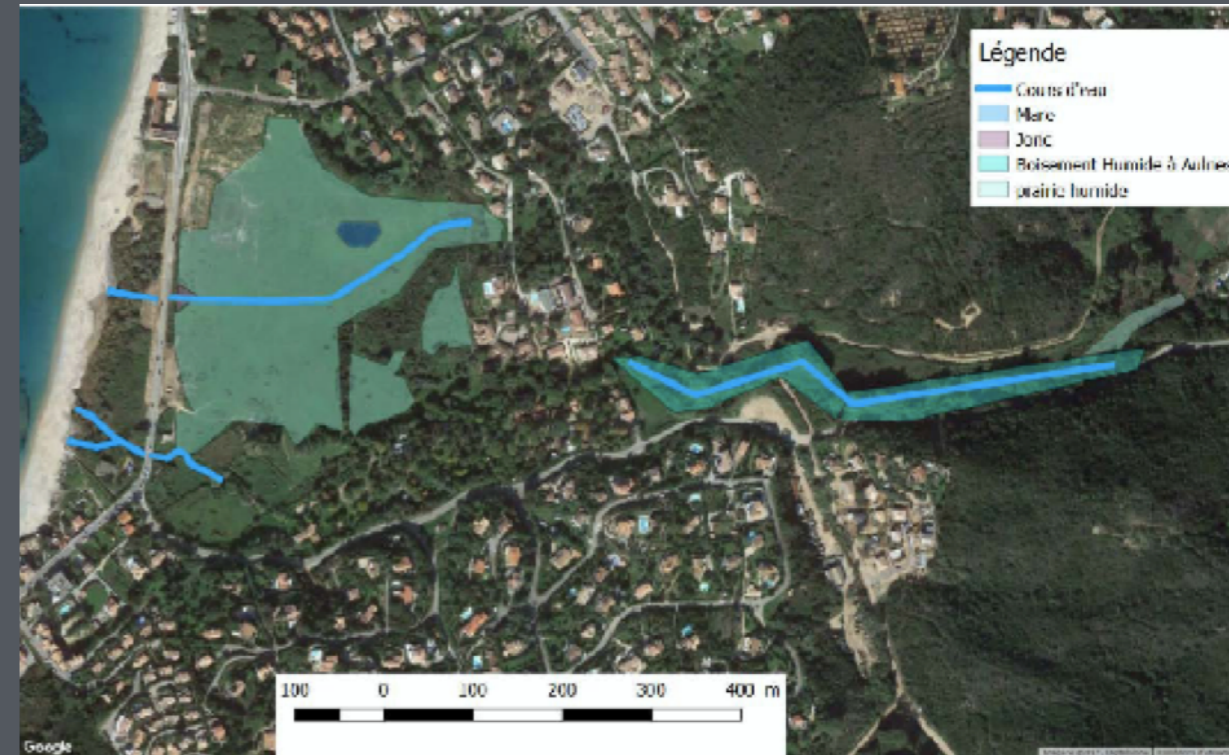 Légende
Cours d'eau
Mare
Jonc
Boisement Humide à Aulnes
prairie humide
100 0 100 200 300 400 m
Google